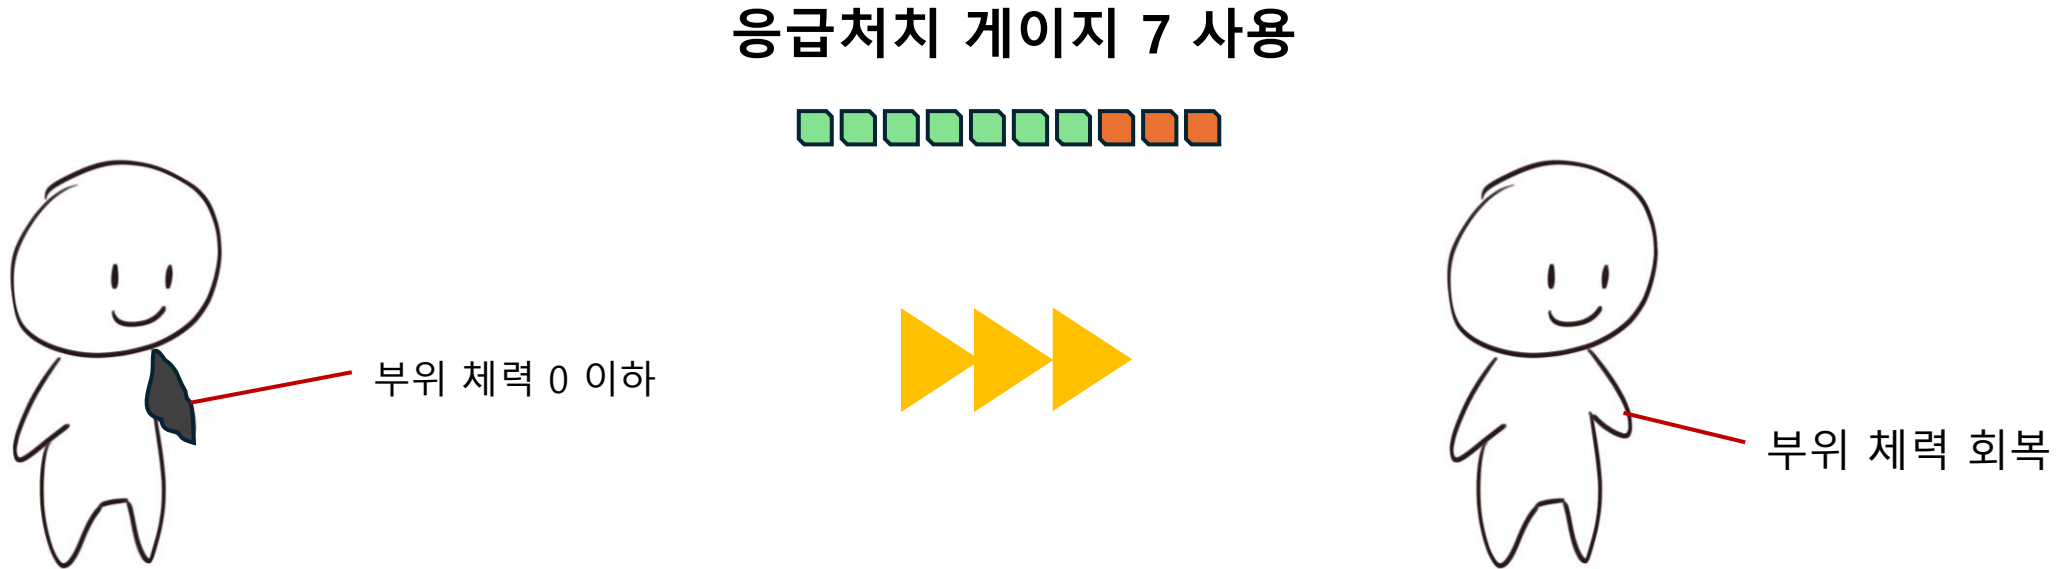 응급처치 게이지 7 사용
부위 체력 0 이하
부위 체력 회복